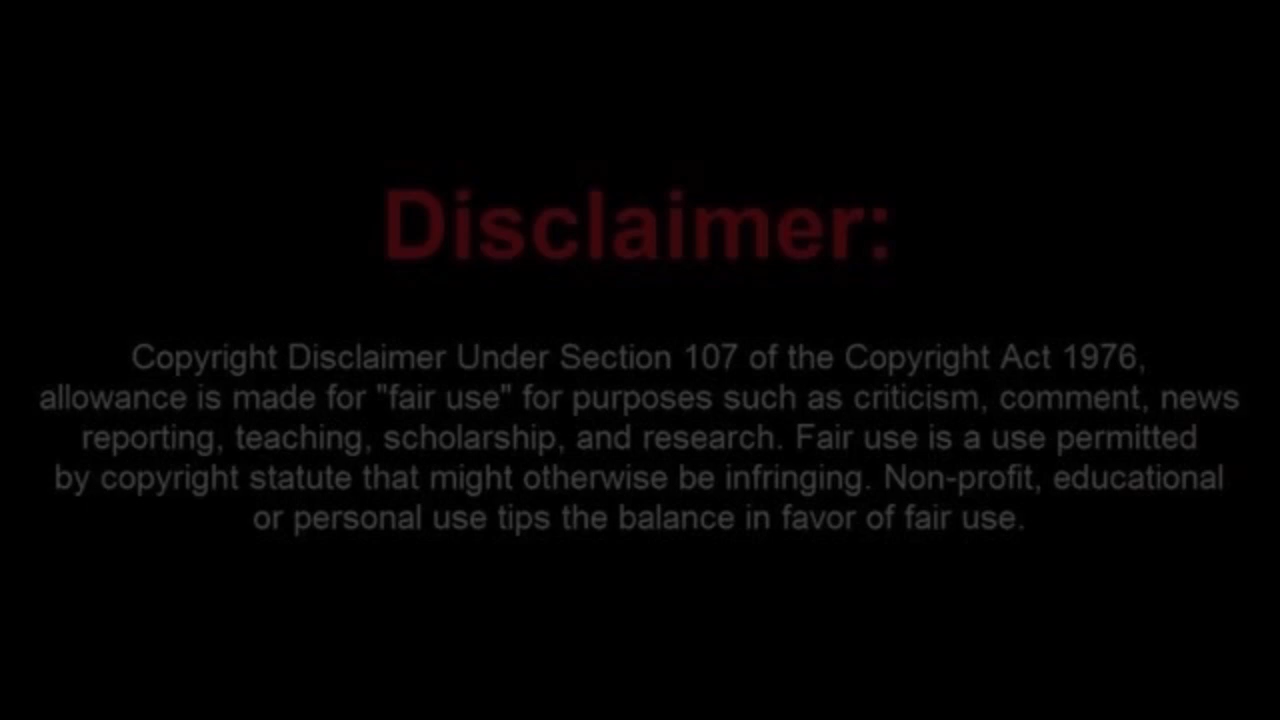 Disclaimer:
Copyright Disclaimer Under Section 107 of the Copyright Act 1976,
allowance is made for "fair use" for purposes such as criticism, comment, news
reporting, teaching, scholarship, and research. Fair use is a use permitted
by copyright statute that might otherwise be infringing. Non-profit, educational
or personal use tips the balance in favor of fair use.